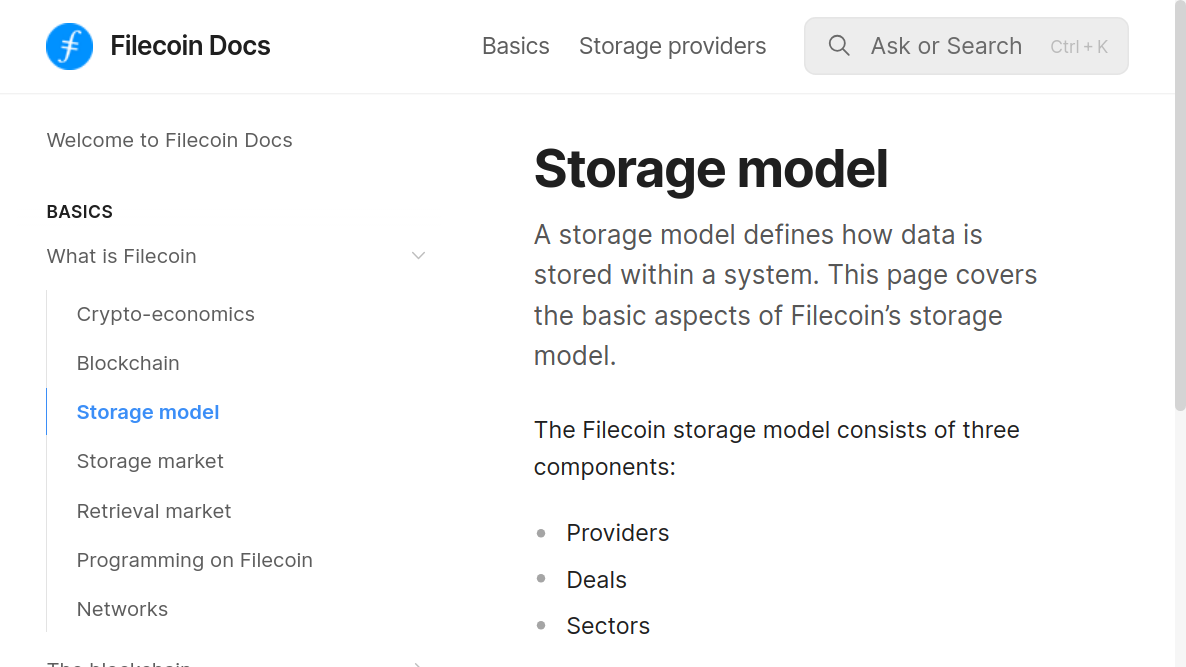 Filecoin Docs
Basics
Storage providers
Ask or Search
Ctrl + K
Welcome to Filecoin Docs
BASICS
What is Filecoin
Crypto-economics
Blockchain
Storage model
Storage market
Retrieval market
Programming on Filecoin
Networks
The blockchain
Storage model
A storage model defines how data is
stored within a system. This page covers
the basic aspects of Filecoin’s storage
model.
The Filecoin storage model consists of three
components:
Providers
Deals
Sectors